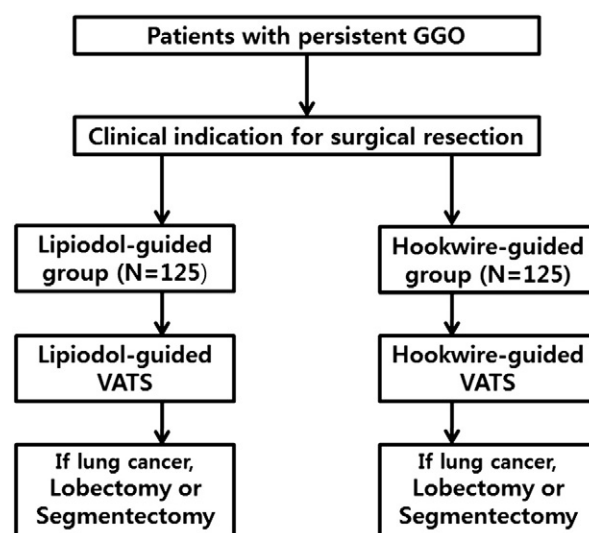 Patients with persistent GGO
Clinical indication for surgical resection
Lipiodol-guided
group (N=125)
Hookwire-guided
group (N=125)
Lipiodol-guided
VATS
Hookwire-guided
VATS
If lung cancer,
Lobectomy or
Segmentectomy
If lung cancer,
Lobectomy or
Segmentectomy